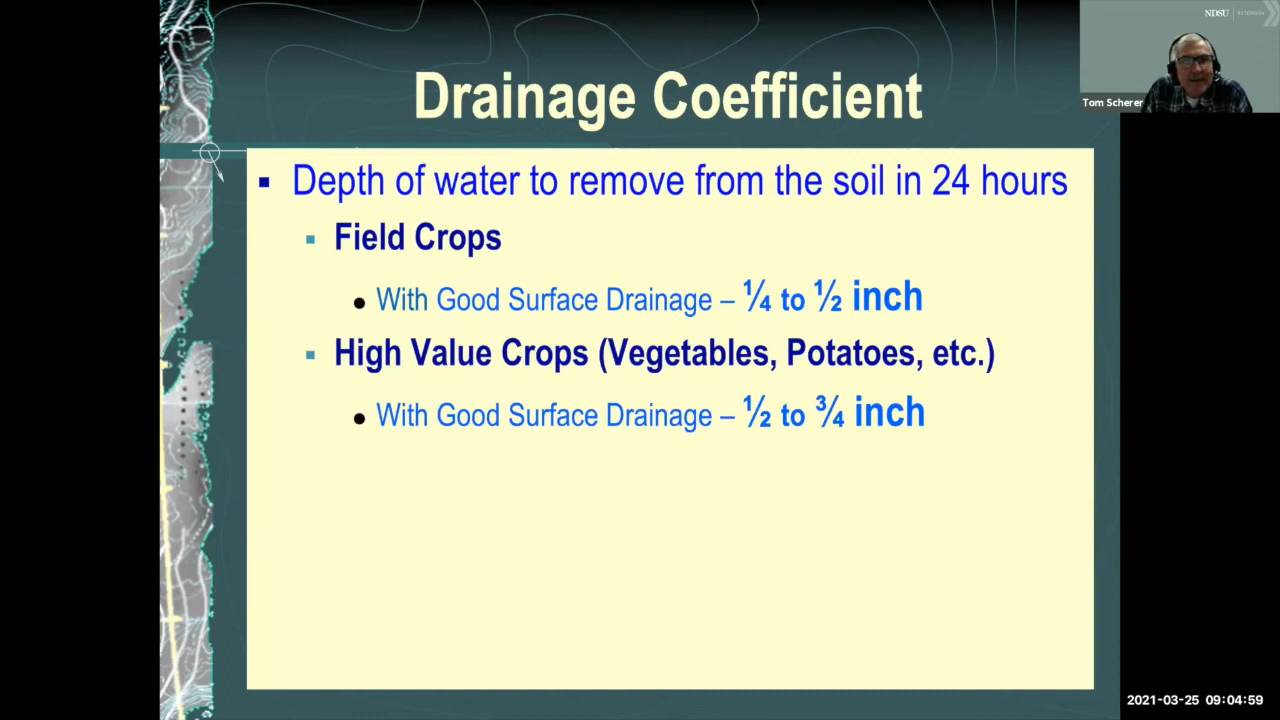 NDSU EXTENSION
Tom Scherer
Drainage Coefficient
Depth of water to remove from the soil in 24 hours
Field Crops
With Good Surface Drainage – ¼ to ½ inch
High Value Crops (Vegetables, Potatoes, etc.)
With Good Surface Drainage – ½ to ¾ inch
2021-03-25 09:04:59